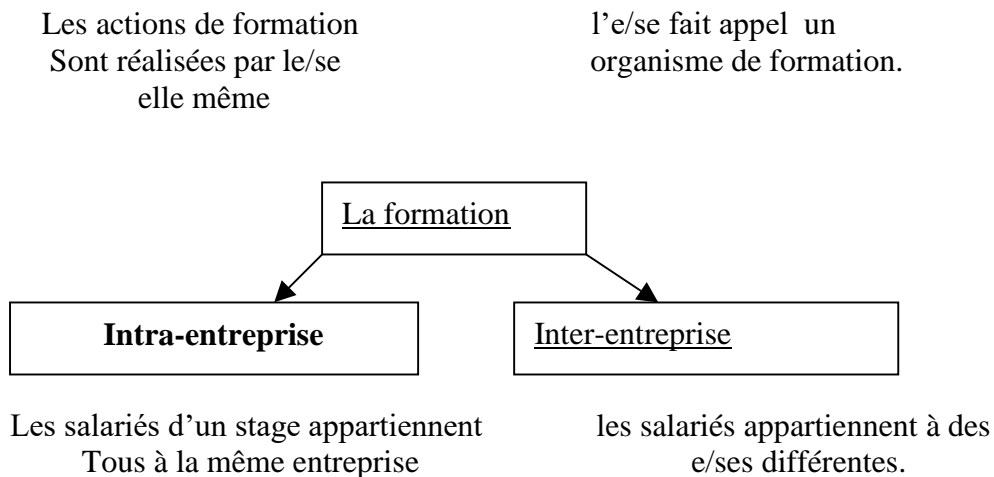 Les actions de formation
Sont réalisées par le/se
elle même
l'e/se fait appel un
organisme de formation.
La formation
Intra-entreprise
Inter-entreprise
Les salariés d'un stage appartiennent
Tous à la même entreprise
les salariés appartiennent à des
e/ses différentes.